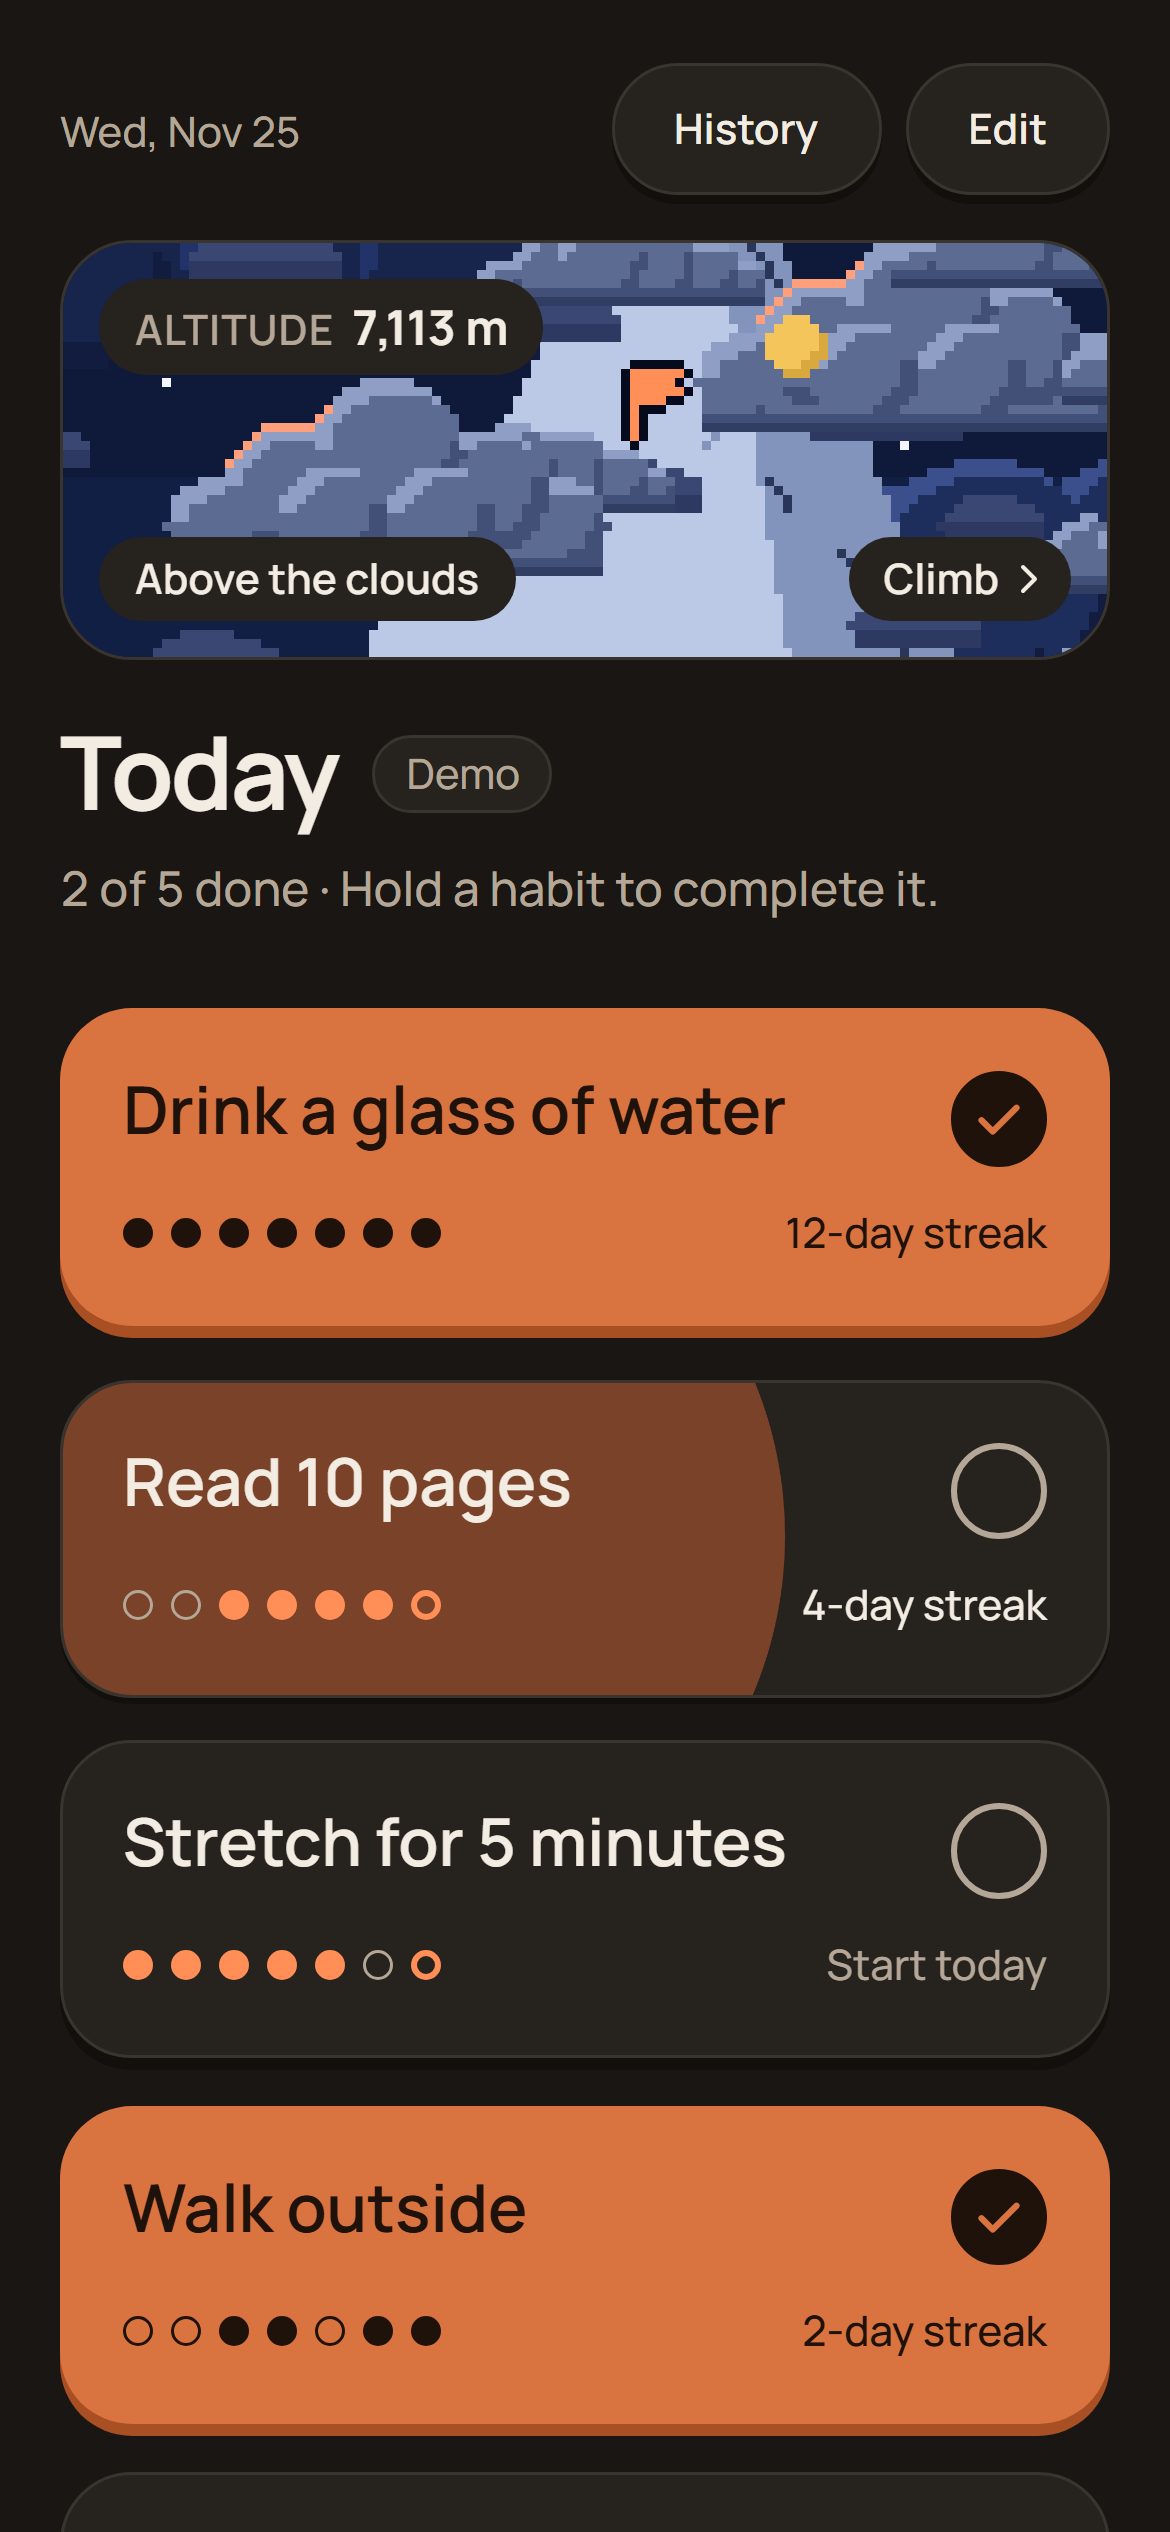 Wed, Nov 25
History
Edit
ALTITUDE 7,113 m
Above the clouds
Climb
Today
Demo
2 of 5 done · Hold a habit to complete it.
Drink a glass of water
12-day streak
Read 10 pages
4-day streak
Stretch for 5 minutes
Start today
Walk outside
2-day streak